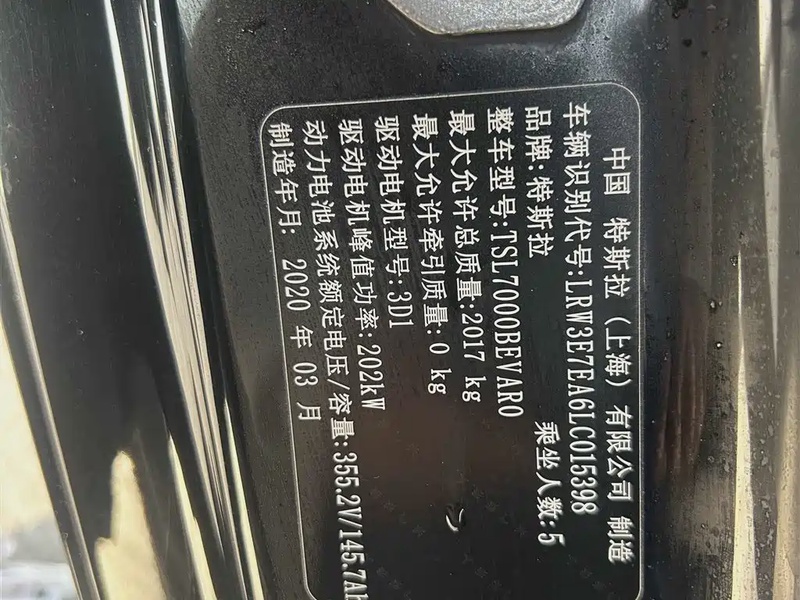 中国 特斯拉（上海）有限公司 制造
车辆识别代号:LRW3E7EA6LC015398
品牌:特斯拉 乘坐人数:5
整车型号:TSL7000BEVAR0
最大允许总质量:2017 kg
最大允许牵引质量:0 kg
驱动电机型号:3D1
驱动电机峰值功率:202kW
动力电池系统额定电压/容量:355.2V/145.7Ah
制造年月: 2020 年 03 月